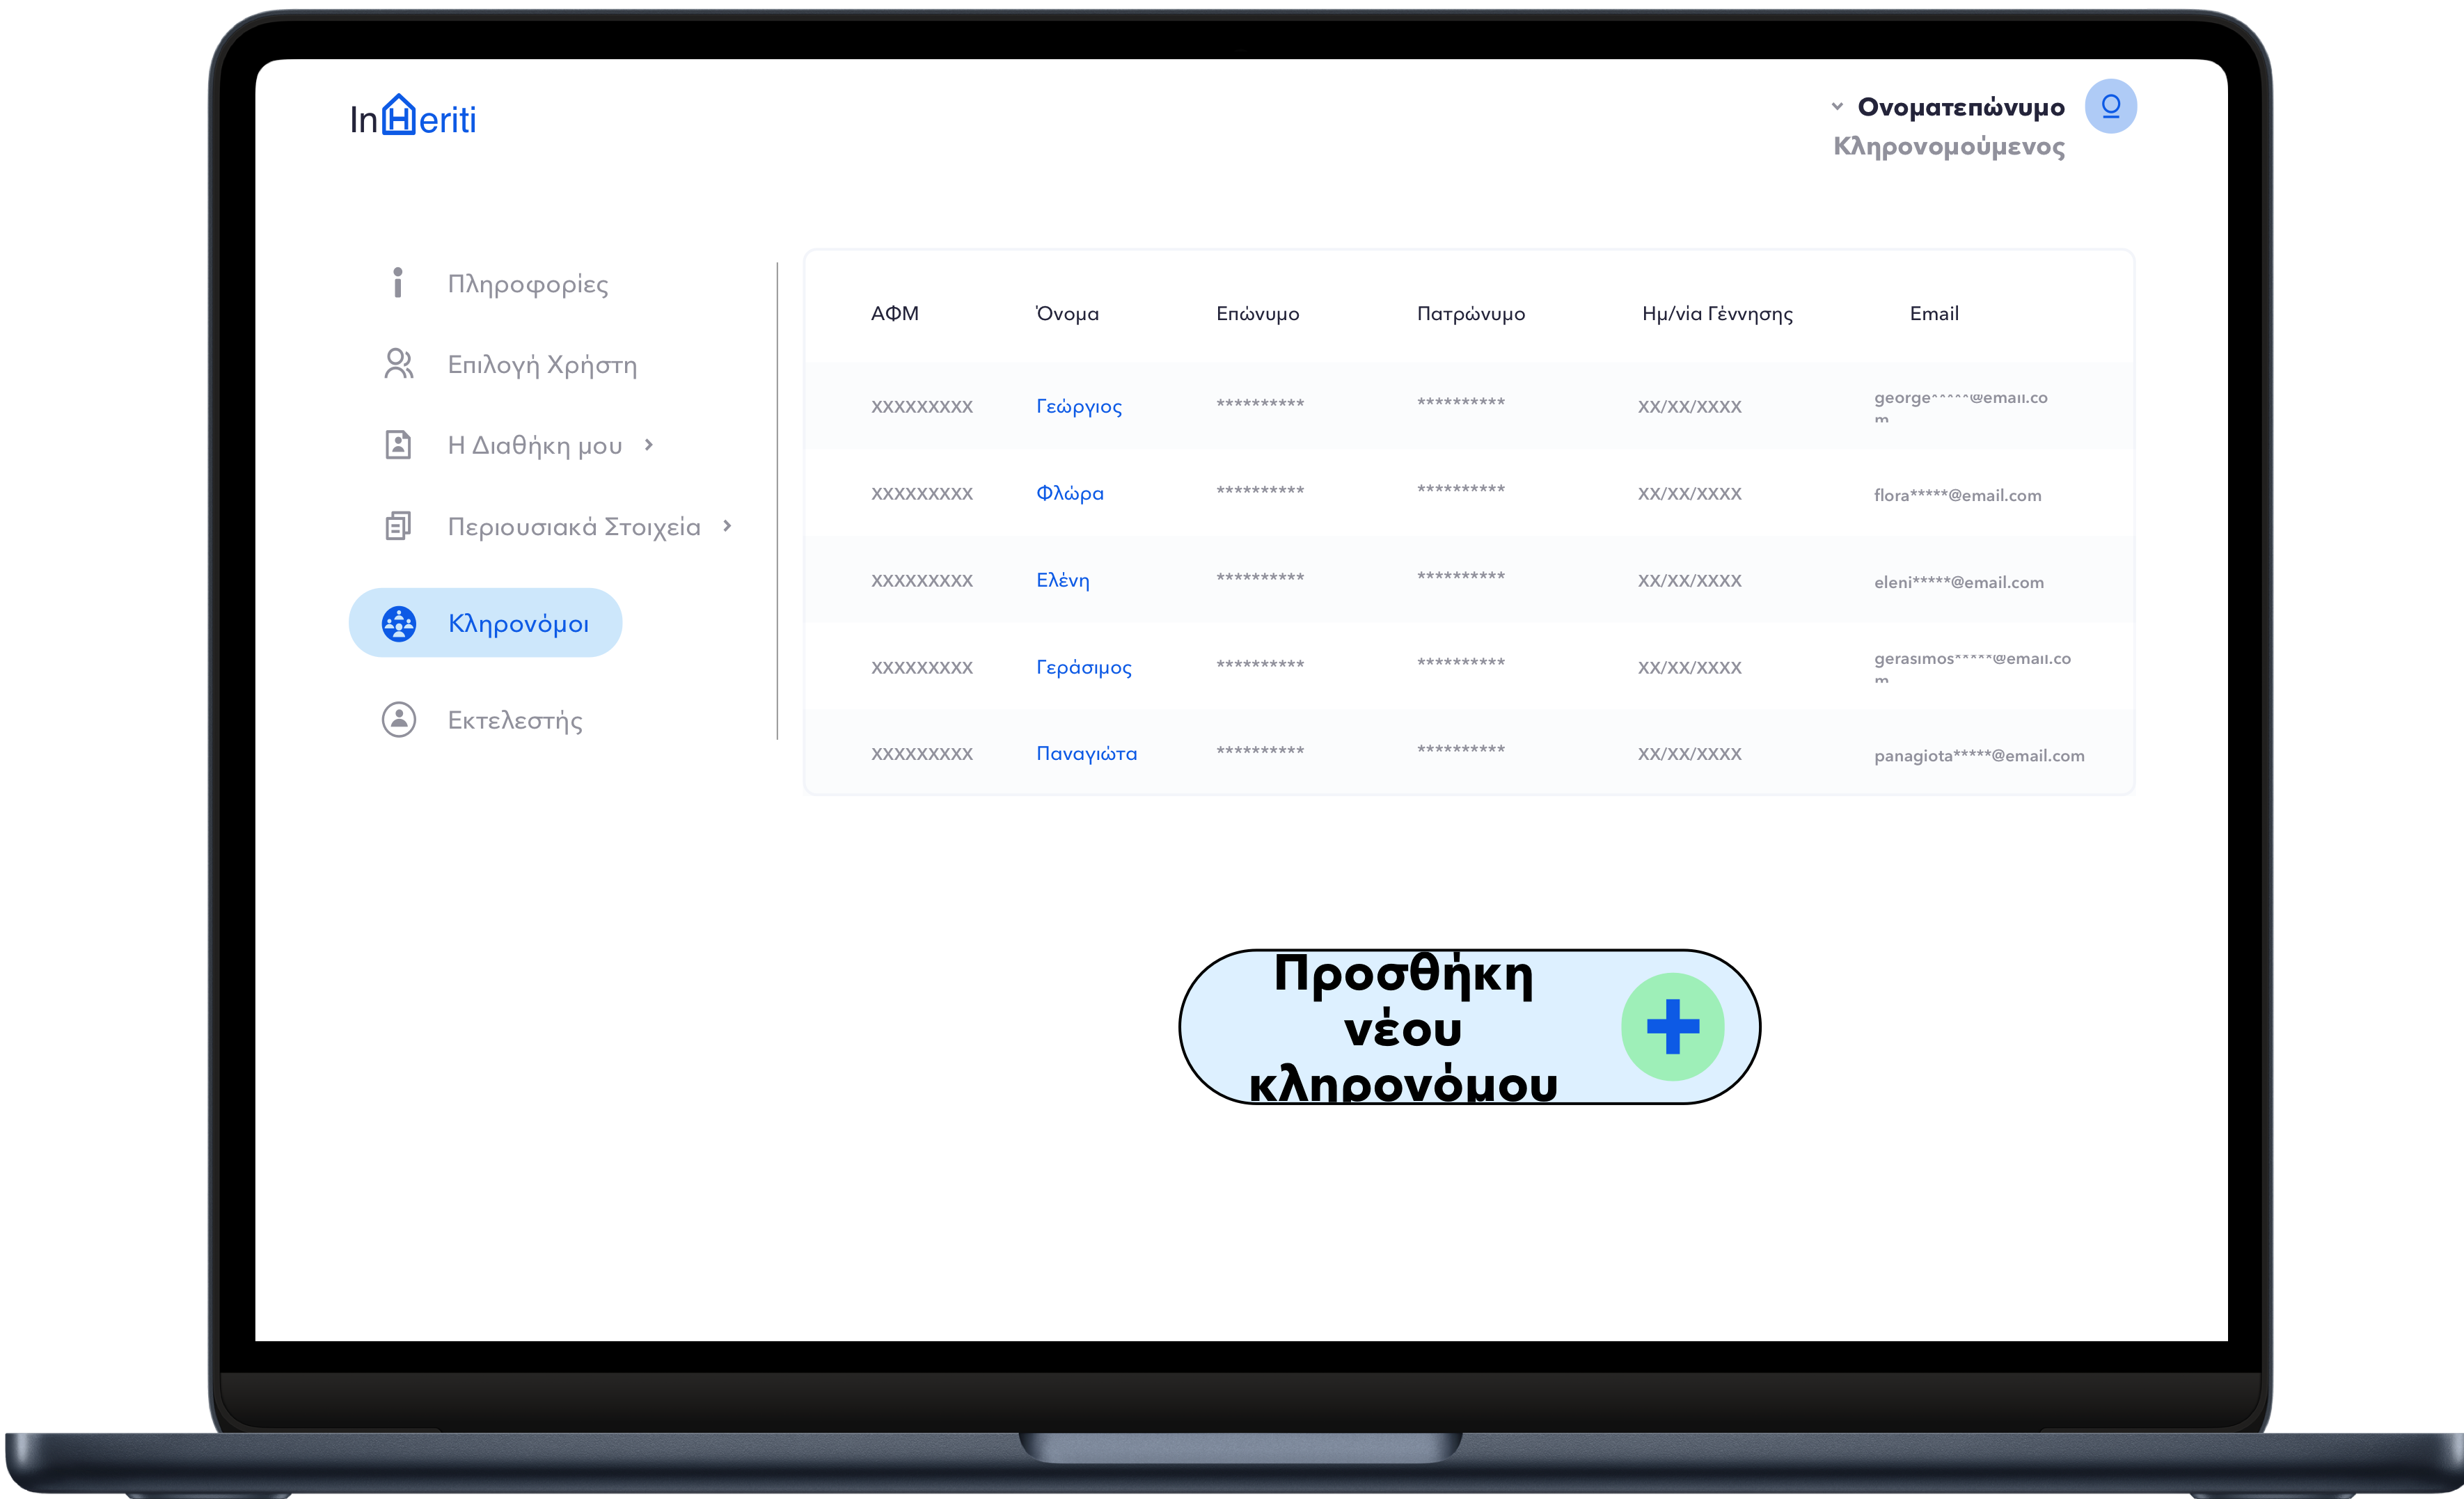 InHeriti
Ονοματεπώνυμο
Κληρονομούμενος
Πληροφορίες
Επιλογή Χρήστη
Η Διαθήκη μου
Περιουσιακά Στοιχεία
Κληρονόμοι
Εκτελεστής
ΑΦΜ Όνομα Επώνυμο Πατρώνυμο Ημ/νία Γέννησης Email
XXXXXXXXX Γεώργιος ********** ********** XX/XX/XXXX george*****@email.co
m
XXXXXXXXX Φλώρα ********** ********** XX/XX/XXXX flora*****@email.com
XXXXXXXXX Ελένη ********** ********** XX/XX/XXXX eleni*****@email.com
XXXXXXXXX Γεράσιμος ********** ********** XX/XX/XXXX gerasimos*****@email.co
m
XXXXXXXXX Παναγιώτα ********** ********** XX/XX/XXXX panagiota*****@email.com
Προσθήκη
νέου
κληρονόμου